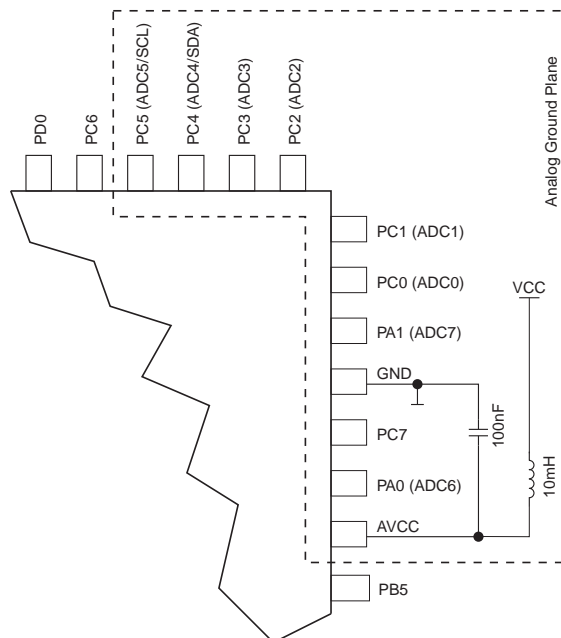 PD0
PC6
PC5 (ADC5/SCL)
PC4 (ADC4/SDA)
PC3 (ADC3)
PC2 (ADC2)
Analog Ground Plane
PC1 (ADC1)
PC0 (ADC0)
VCC
PA1 (ADC7)
GND
100nF
PC7
10mH
PA0 (ADC6)
AVCC
PB5